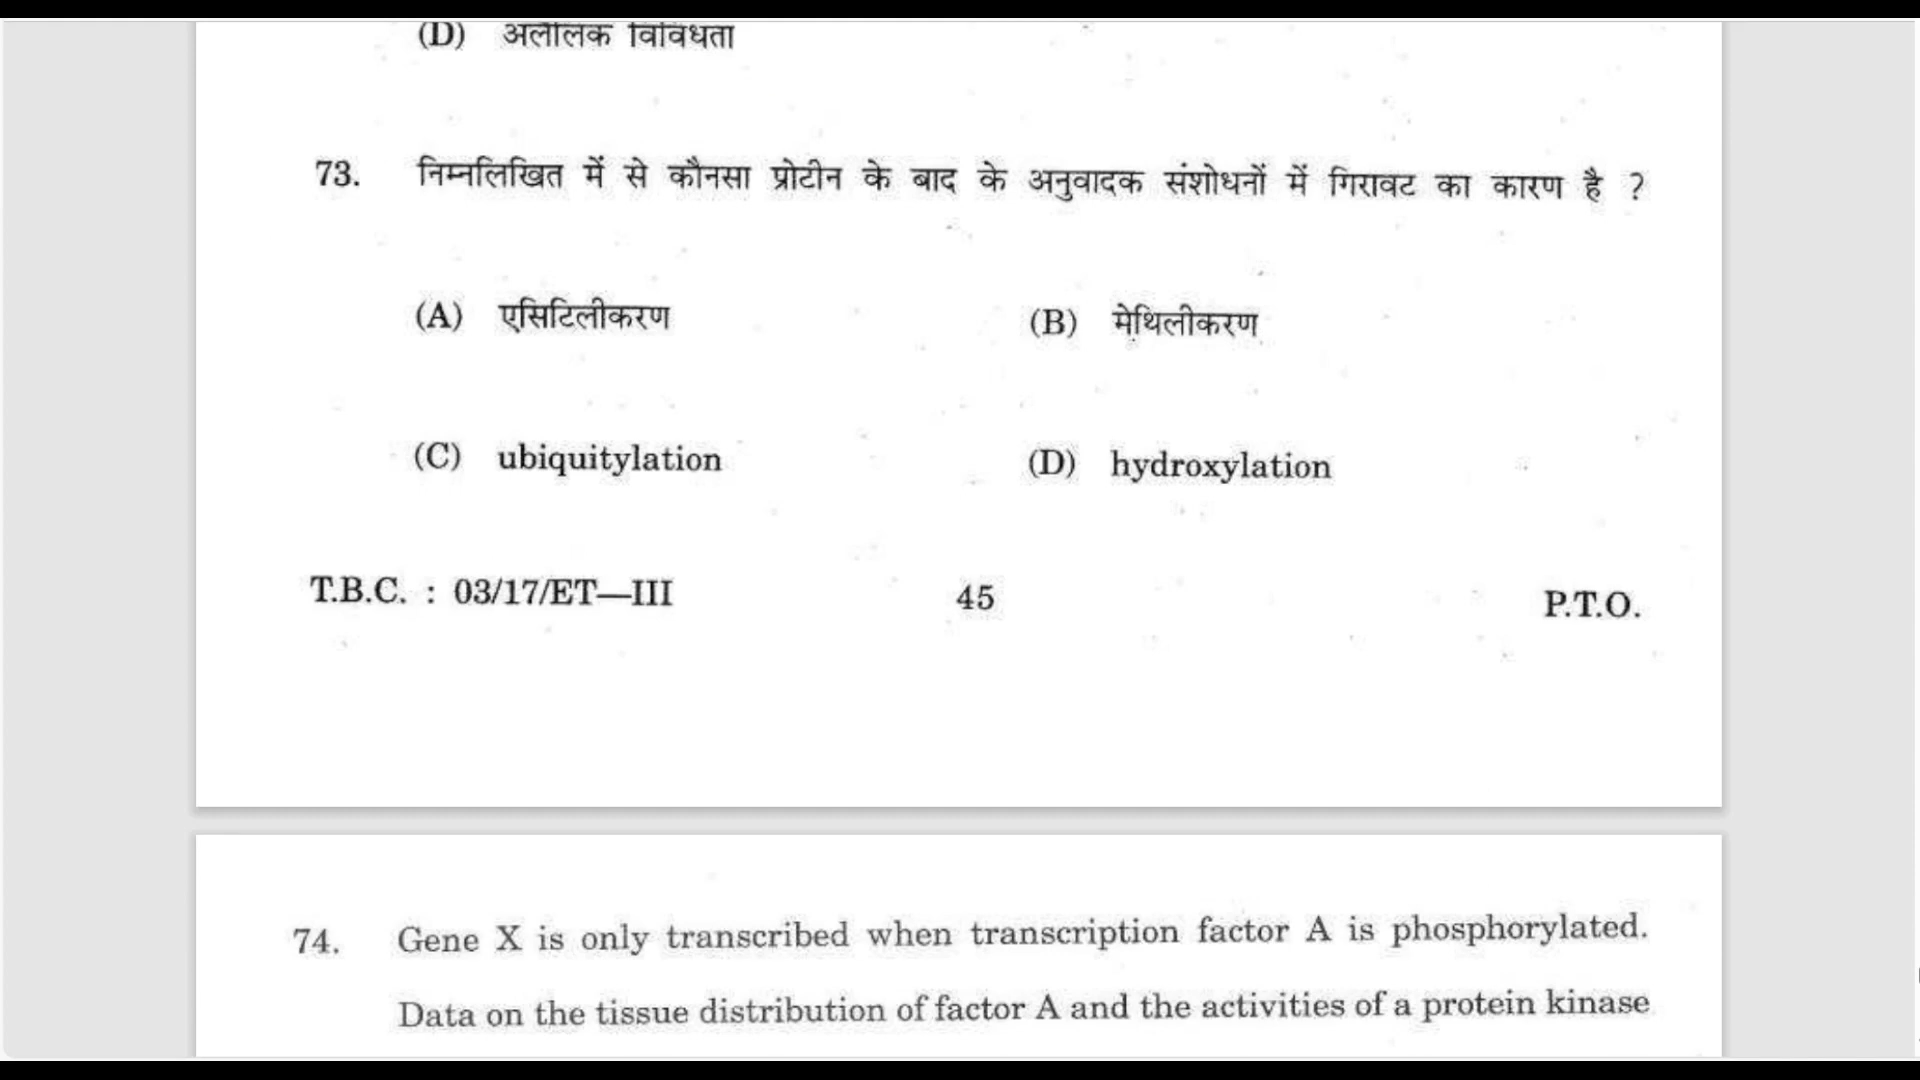 (D) अलीलिक विविधता
73. निम्नलिखित में से कौनसा प्रोटीन के बाद के अनुवादक संशोधनों में गिरावट का कारण है ?
(A) एसिटिलीकरण
(B) मेथिलीकरण
(C) ubiquitylation
(D) hydroxylation
T.B.C. : 03/17/ET—III 45 P.T.O.
74. Gene X is only transcribed when transcription factor A is phosphorylated.
Data on the tissue distribution of factor A and the activities of a protein kinase